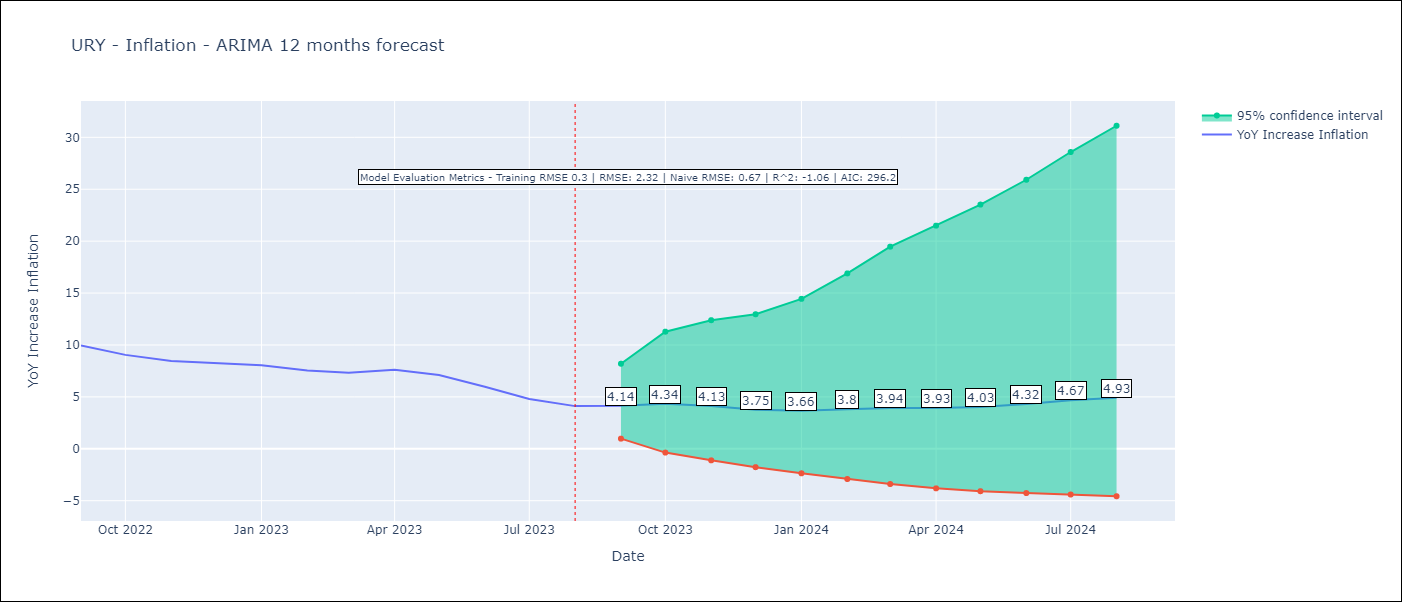 URY - Inflation - ARIMA 12 months forecast
95% confidence interval
YoY Increase Inflation
Model Evaluation Metrics - Training RMSE 0.3 | RMSE: 2.32 | Naive RMSE: 0.67 | R^2: -1.06 | AIC: 296.2
YoY Increase Inflation
30
25
20
15
10
5
0
−5
4.14
4.34
4.13
3.75
3.66
3.8
3.94
3.93
4.03
4.32
4.67
4.93
Oct 2022
Jan 2023
Apr 2023
Jul 2023
Oct 2023
Jan 2024
Apr 2024
Jul 2024
Date